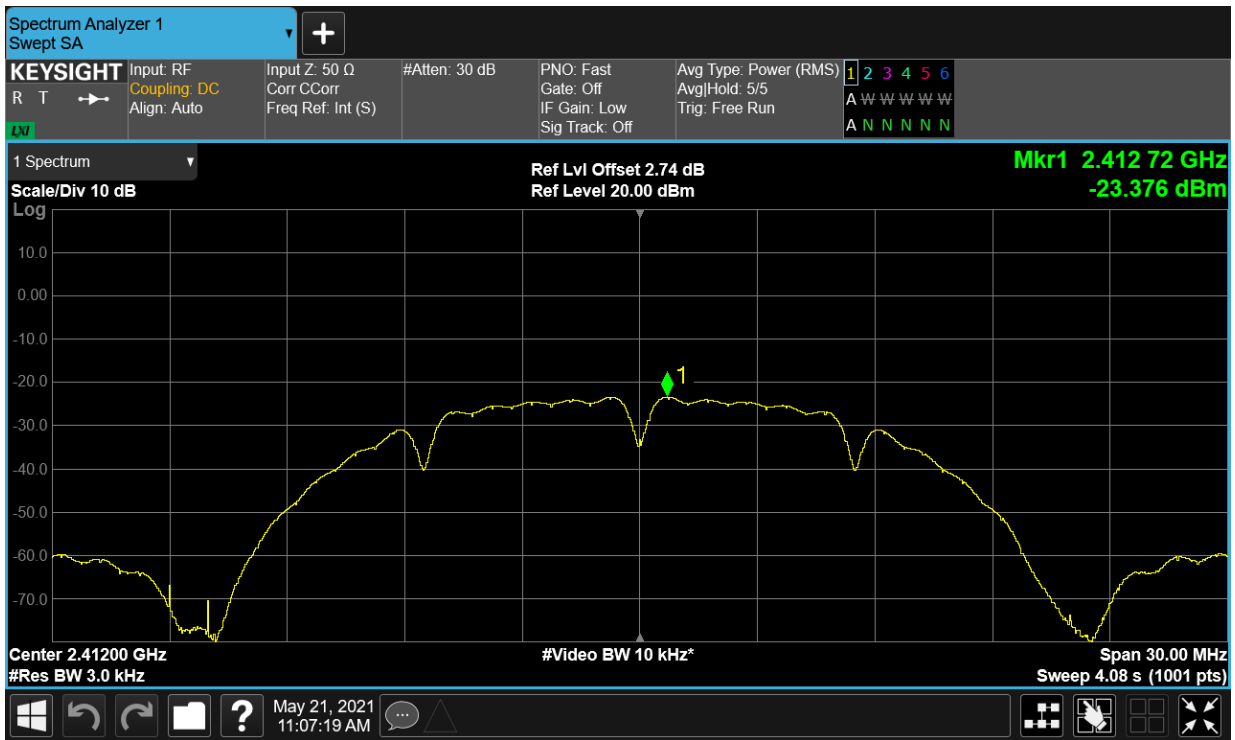 Spectrum Analyzer 1
Swept SA
KEYSIGHT
R T
LXI
Input: RF
Coupling: DC
Align: Auto
Input Z: 50 Ω
Corr CCorr
Freq Ref: Int (S)
#Atten: 30 dB
PNO: Fast
Gate: Off
IF Gain: Low
Sig Track: Off
Avg Type: Power (RMS)
Avg|Hold: 5/5
Trig: Free Run
1 2 3 4 5 6
A W W W W W
A N N N N N
1 Spectrum
Scale/Div 10 dB
Ref Lvl Offset 2.74 dB
Ref Level 20.00 dBm
Mkr1 2.412 72 GHz
-23.376 dBm
Log
10.0
0.00
-10.0
-20.0
-30.0
-40.0
-50.0
-60.0
-70.0
1
Center 2.41200 GHz
#Res BW 3.0 kHz
#Video BW 10 kHz*
Span 30.00 MHz
Sweep 4.08 s (1001 pts)
?
May 21, 2021
11:07:19 AM